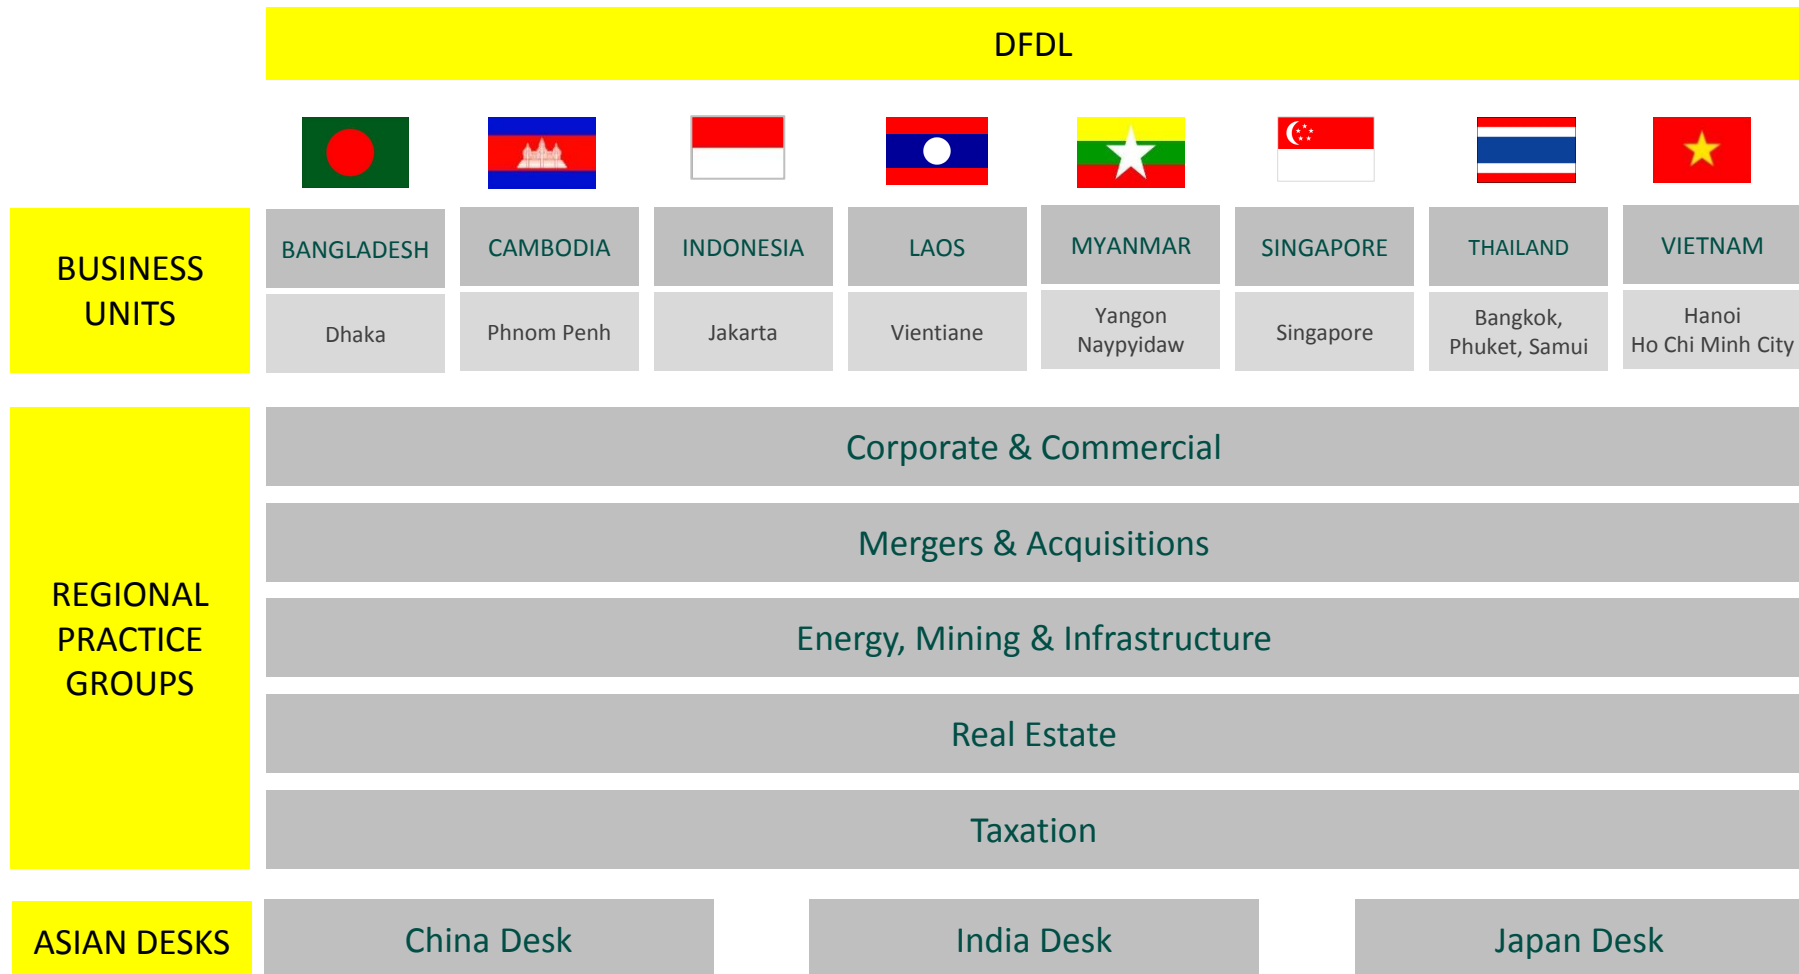 DFDL
BUSINESS
UNITS
BANGLADESH
CAMBODIA
INDONESIA
LAOS
MYANMAR
SINGAPORE
THAILAND
VIETNAM
Dhaka
Phnom Penh
Jakarta
Vientiane
Yangon
Naypyidaw
Singapore
Bangkok,
Phuket, Samui
Hanoi
Ho Chi Minh City
REGIONAL
PRACTICE
GROUPS
Corporate & Commercial
Mergers & Acquisitions
Energy, Mining & Infrastructure
Real Estate
Taxation
ASIAN DESKS
China Desk
India Desk
Japan Desk